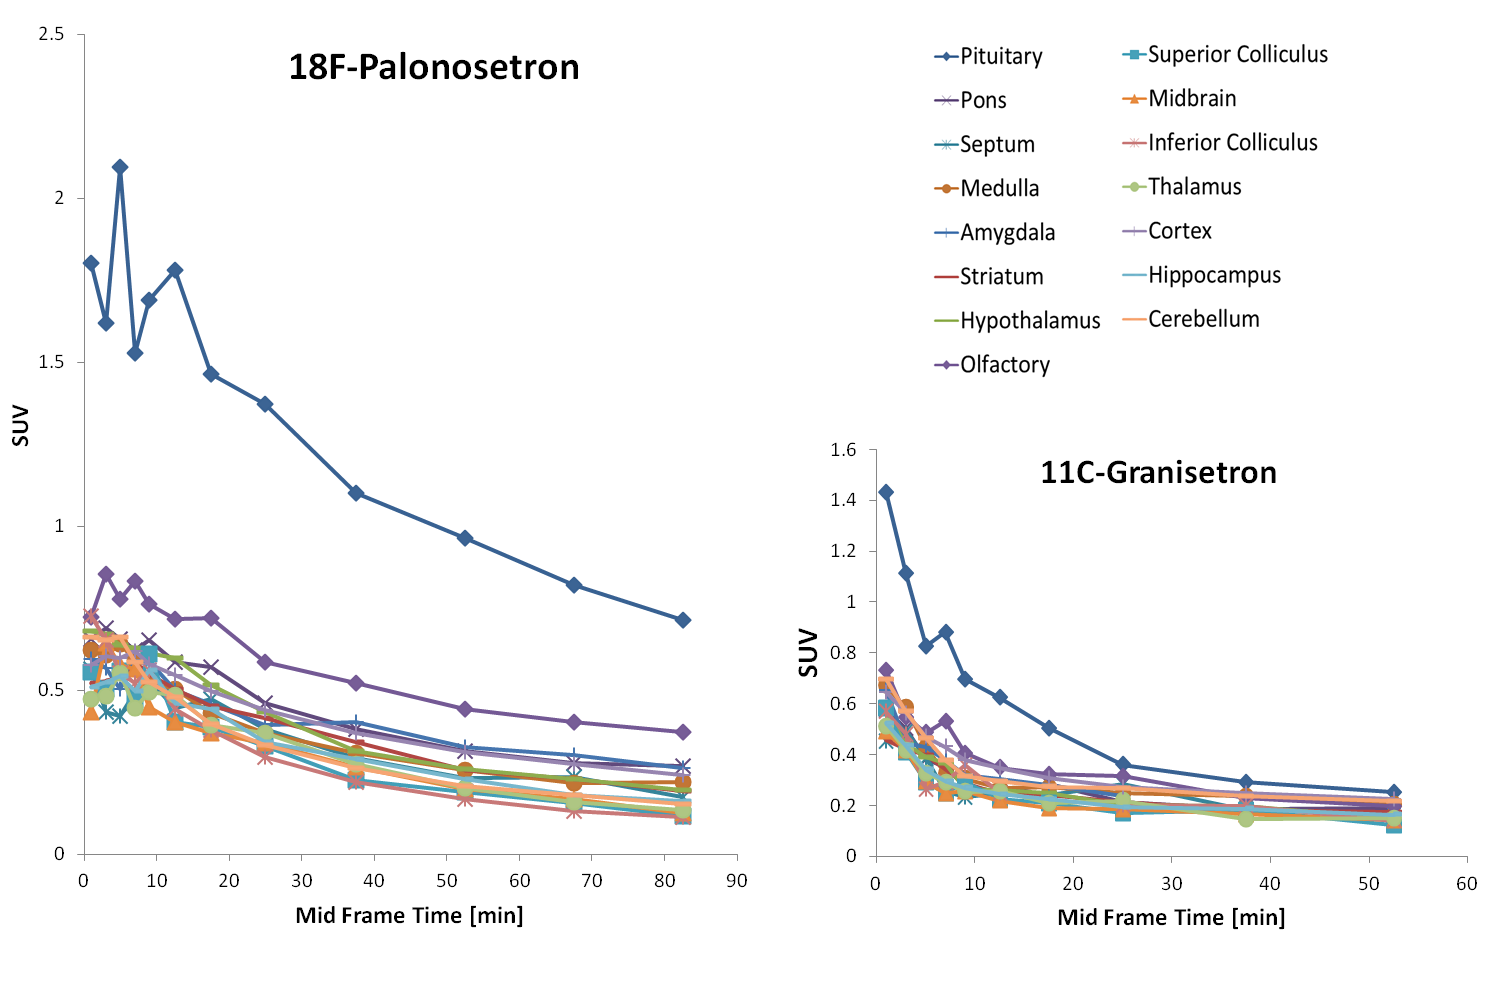 18F-Palonosetron
2.5
2
1.5
1
0.5
0
SUV
0 10 20 30 40 50 60 70 80 90
Mid Frame Time [min]
Pituitary
Pons
Septum
Medulla
Amygdala
Striatum
Hypothalamus
Olfactory
Superior Colliculus
Midbrain
Inferior Colliculus
Thalamus
Cortex
Hippocampus
Cerebellum
11C-Granisetron
1.6
1.4
1.2
1
0.8
0.6
0.4
0.2
0
SUV
0 10 20 30 40 50 60
Mid Frame Time [min]